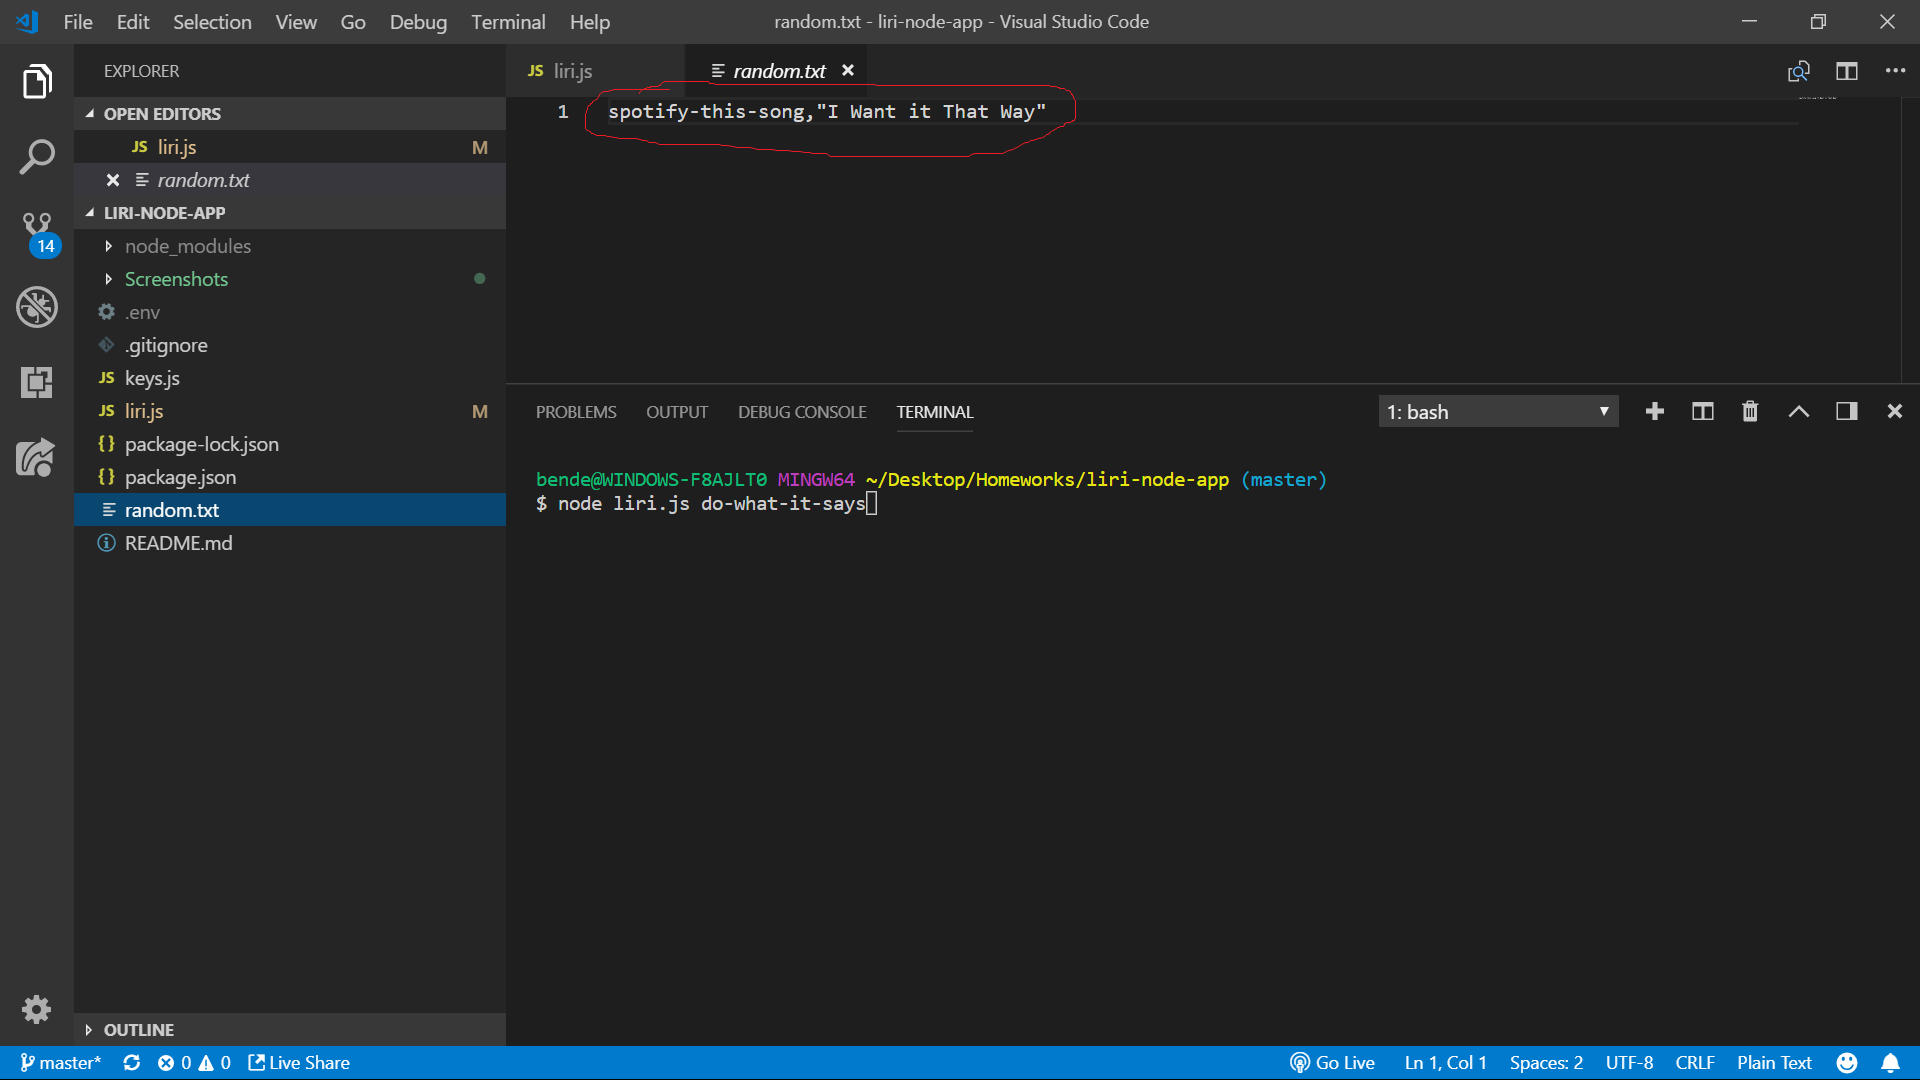 File Edit Selection View Go Debug Terminal Help random.txt - liri-node-app - Visual Studio Code
EXPLORER
OPEN EDITORS
JS liri.js M
random.txt
LIRI-NODE-APP
node_modules
Screenshots
.env
.gitignore
JS keys.js
JS liri.js M
{} package-lock.json
{} package.json
random.txt
README.md
OUTLINE
14
JS liri.js random.txt
1 spotify-this-song,"I Want it That Way"
PROBLEMS OUTPUT DEBUG CONSOLE TERMINAL 1: bash
bende@WINDOWS-F8AJLT0 MINGW64 ~/Desktop/Homeworks/liri-node-app (master)
$ node liri.js do-what-it-says
master* 0 0 Live Share Go Live Ln 1, Col 1 Spaces: 2 UTF-8 CRLF Plain Text